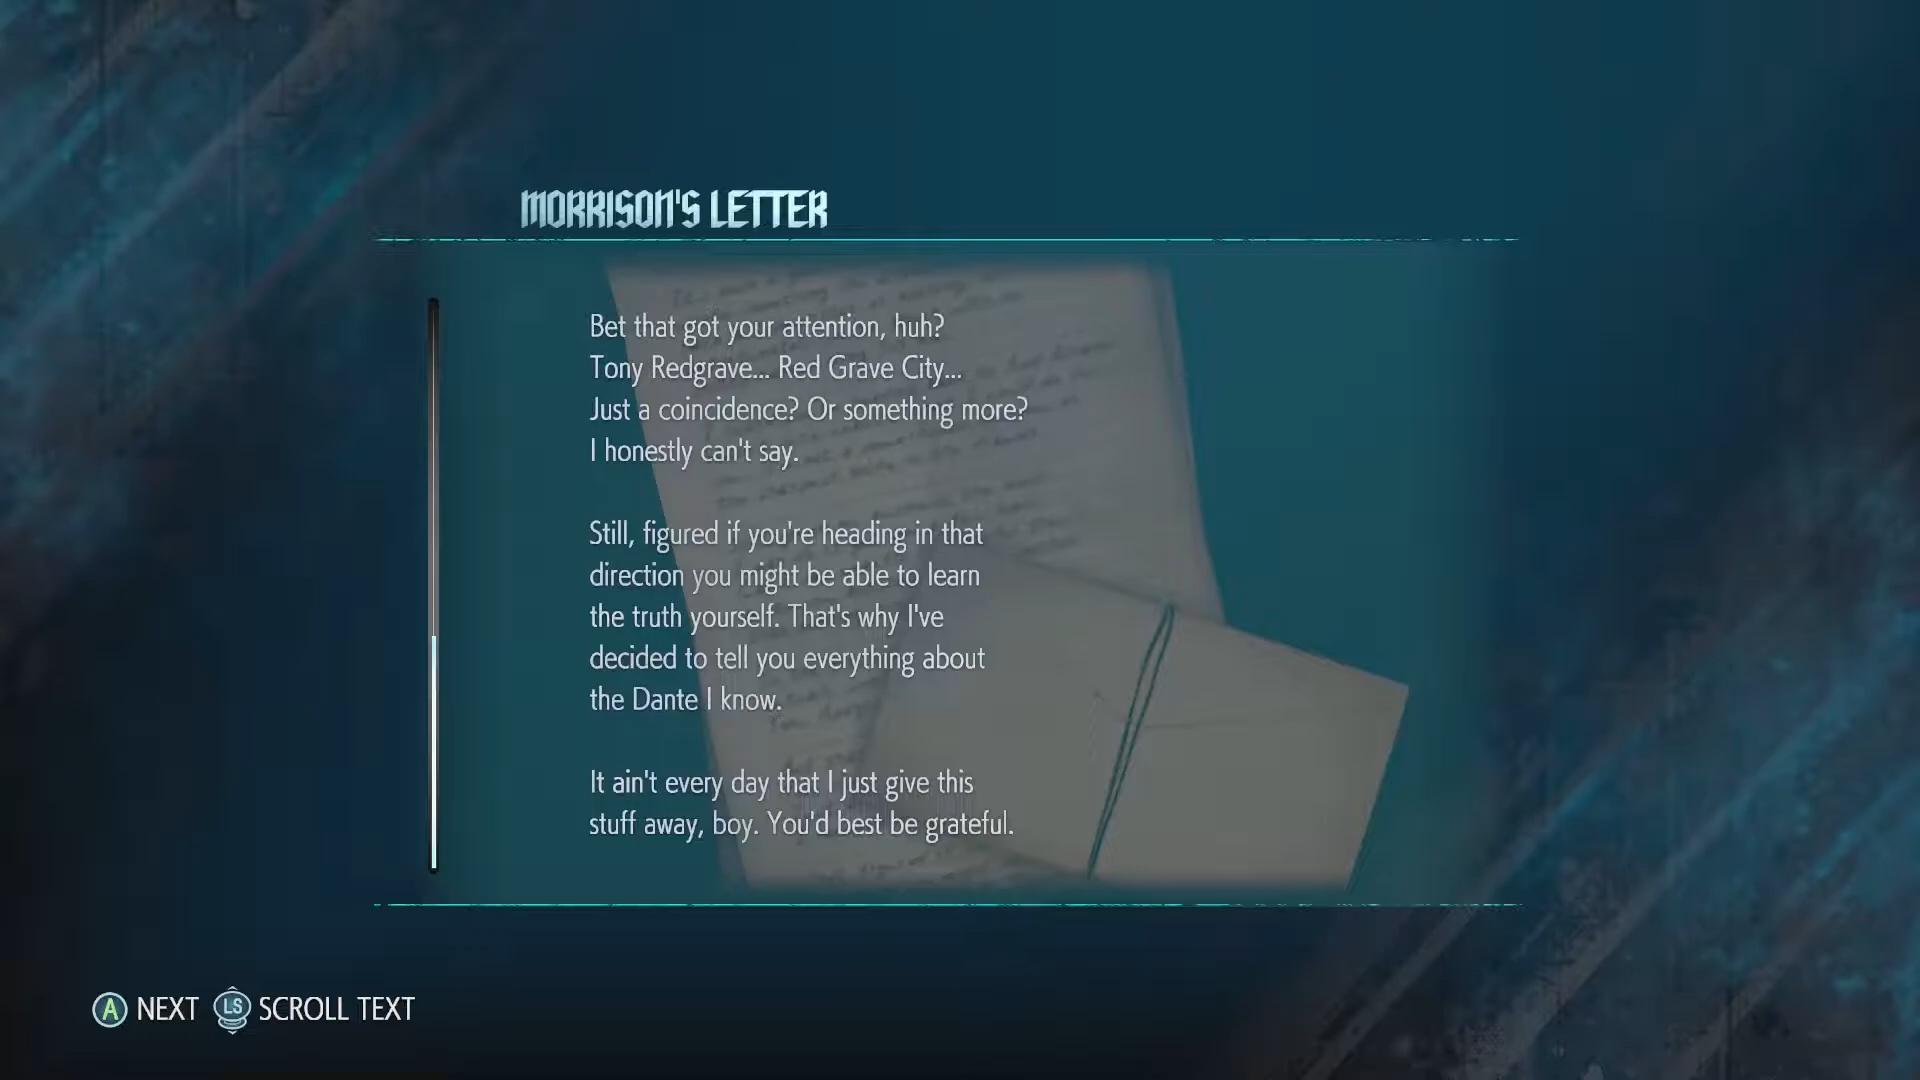 MORRISON'S LETTER
Bet that got your attention, huh?
Tony Redgrave... Red Grave City...
Just a coincidence? Or something more?
I honestly can't say.
Still, figured if you're heading in that
direction you might be able to learn
the truth yourself. That's why I've
decided to tell you everything about
the Dante I know.
It ain't every day that I just give this
stuff away, boy. You'd best be grateful.
A NEXT LS SCROLL TEXT